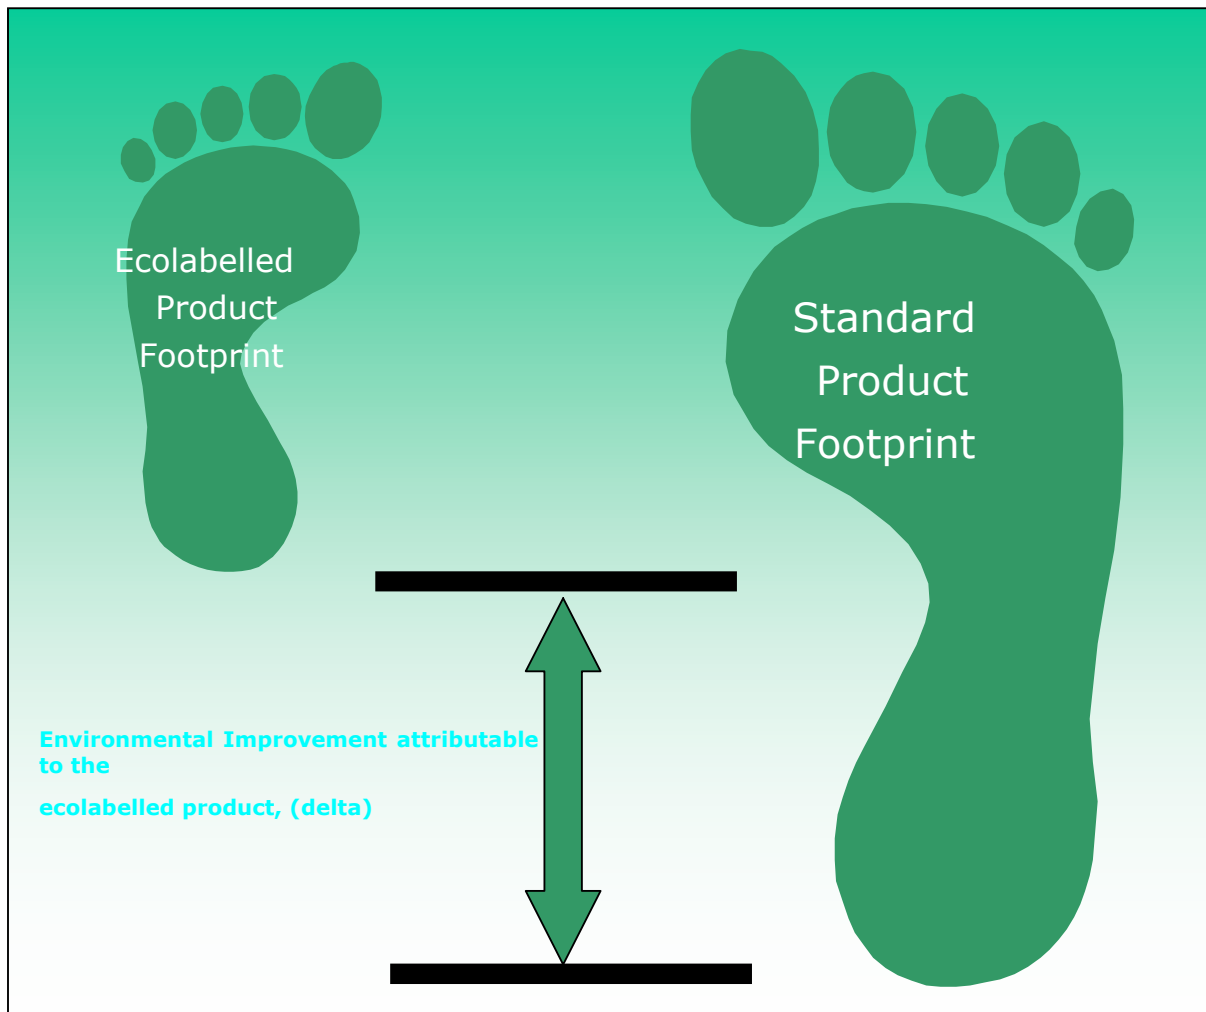 Ecolabelled
Product
Footprint
Standard
Product
Footprint
Environmental Improvement attributable
to the
ecolabelled product, (delta)